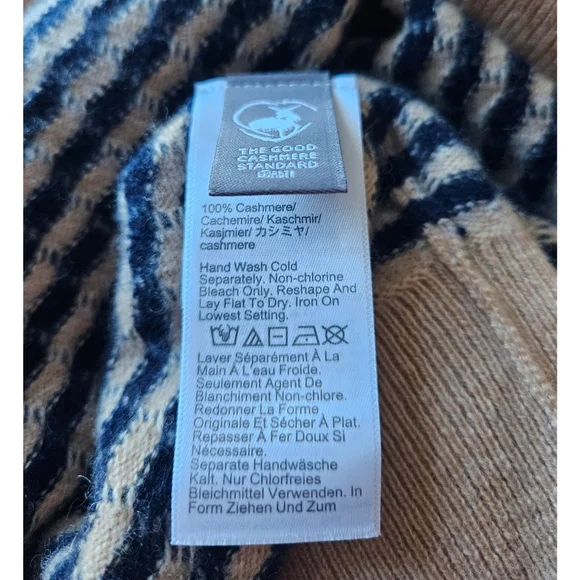 THE GOOD
CASHMERE
STANDARD
BY AbTF
100% Cashmere/
Cachemire/ Kaschmir/
Kasjmier/ カシミヤ/
cashmere
Hand Wash Cold
Separately. Non-chlorine
Bleach Only. Reshape And
Lay Flat To Dry. Iron On
Lowest Setting.
Laver Séparément À La
Main À L'eau Froide.
Seulement Agent De
Blanchiment Non-chlore.
Redonner La Forme
Originale Et Sécher À Plat.
Repasser À Fer Doux Si
Nécessaire.
Separate Handwäsche
Kalt. Nur Chlorfreies
Bleichmittel Verwenden. In
Form Ziehen Und Zum